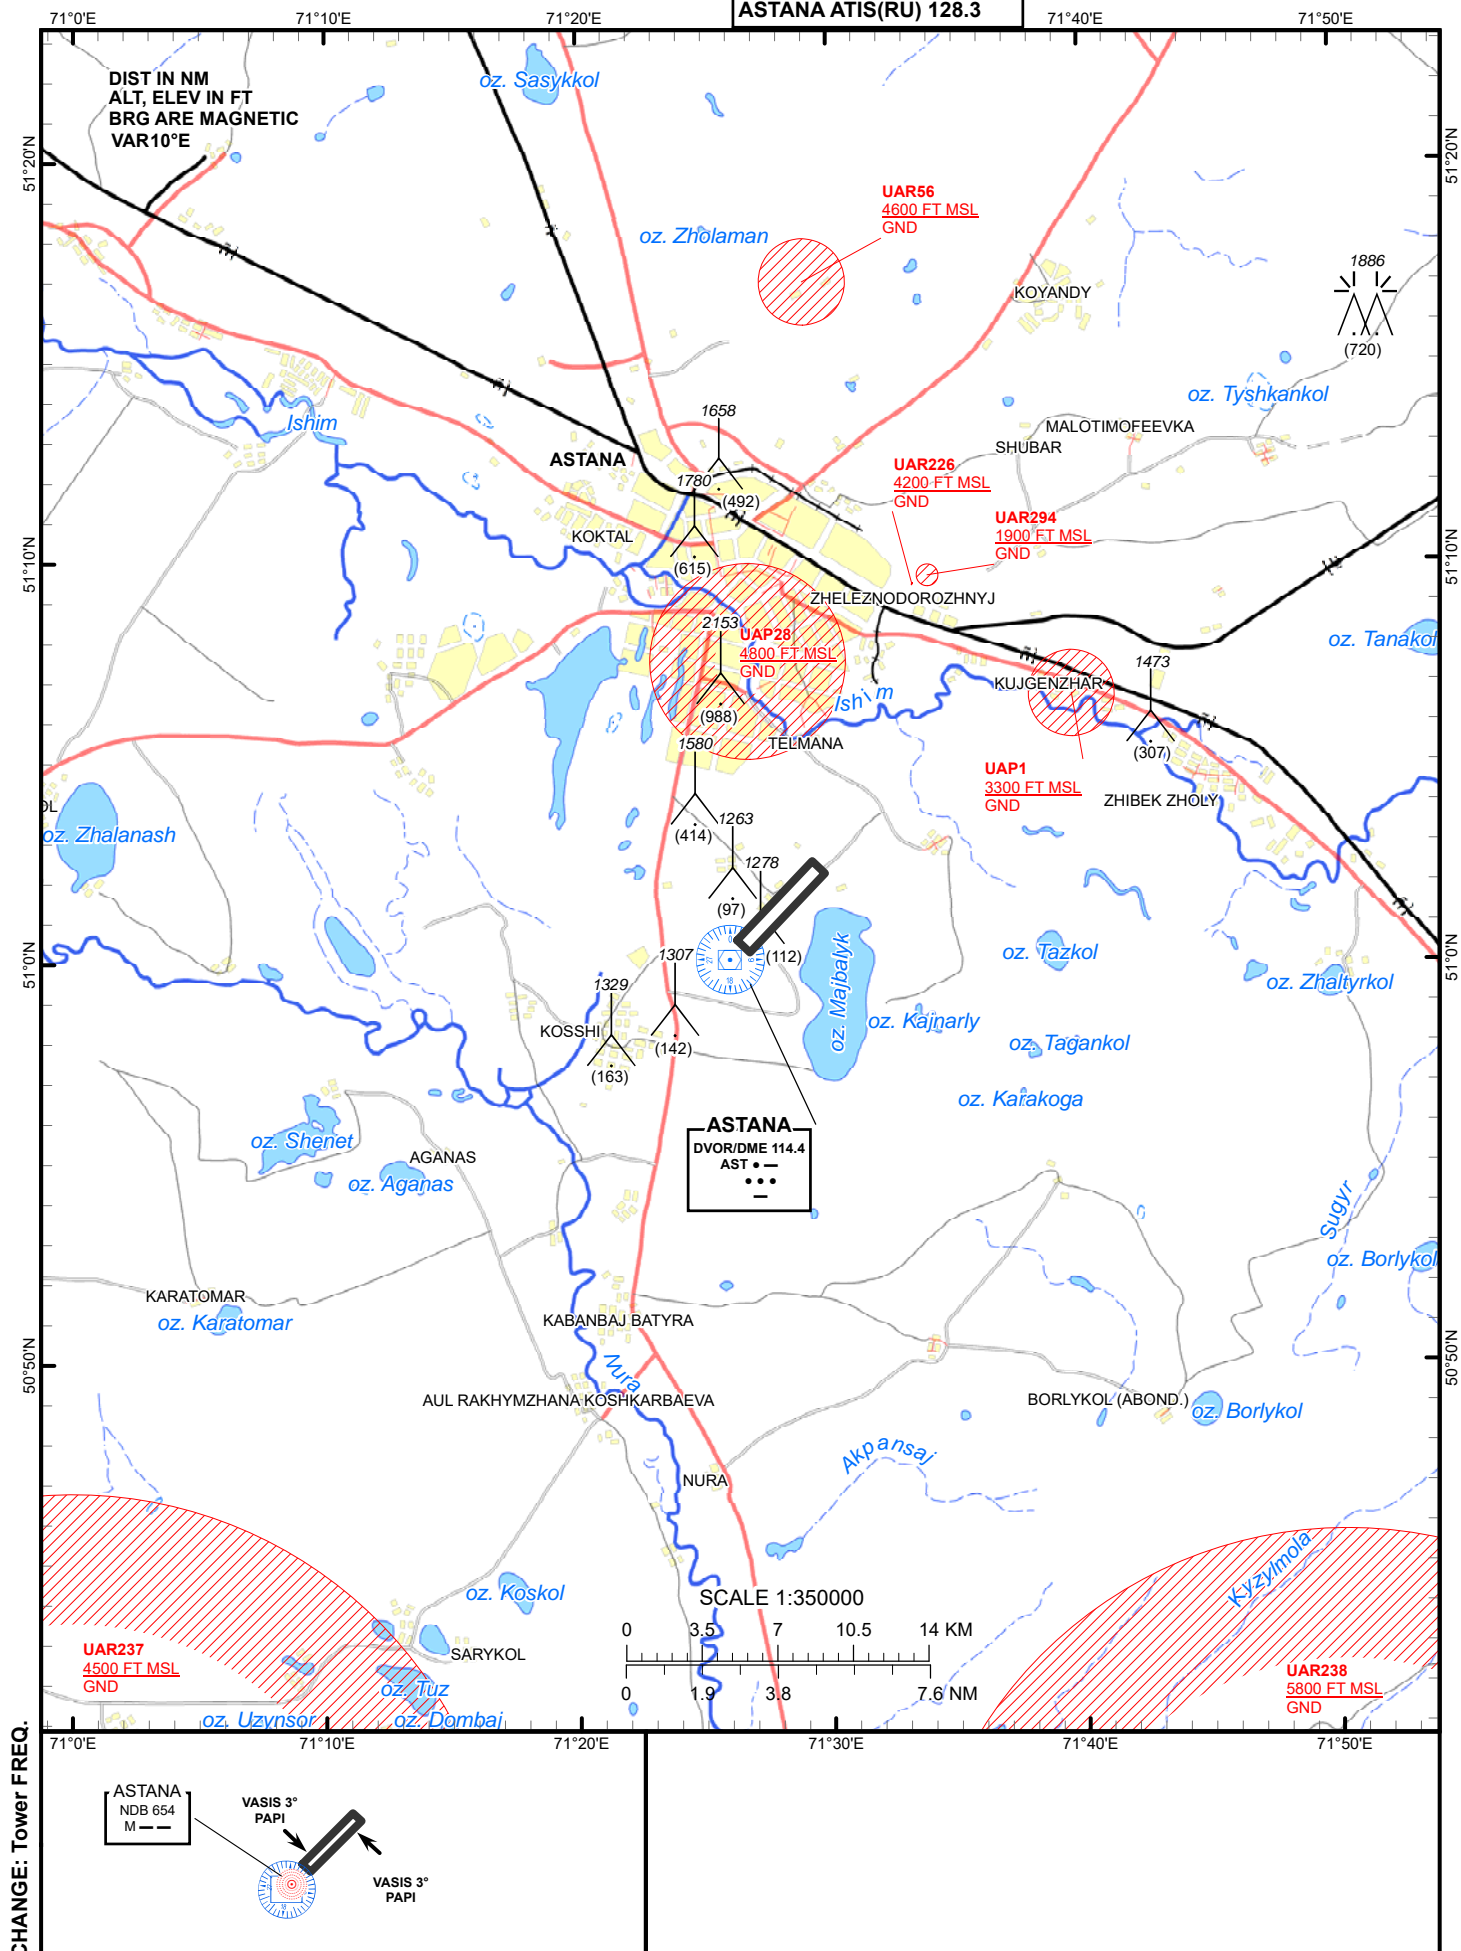 ASTANA ATIS(RU) 128.3
71°0'E
71°10'E
71°20'E
71°40'E
71°50'E
DIST IN NM
ALT, ELEV IN FT
BRG ARE MAGNETIC
VAR10°E
oz. Sasykkol
51°20'N
51°20'N
UAR56
4600 FT MSL
GND
oz. Zholaman
1886
(720)
KOYANDY
oz. Tyshkankol
Ishim
1658
MALOTIMOFEEVKA
SHUBAR
ASTANA
UAR226
4200 FT MSL
GND
1780
(492)
UAR294
1900 FT MSL
GND
KOKTAL
51°10'N
51°10'N
(615)
ZHELEZNODOROZHNYJ
2153
UAP28
4800 FT MSL
GND
oz. Tanakol
1473
KUJGENZHAR
Ishim
(988)
1580
TELMANA
(307)
UAP1
3300 FT MSL
GND
ZHIBEK ZHOLY
OL
oz. Zhalanash
1263
(414)
1278
(97)
51°0'N
51°0'N
(112)
1307
1329
oz. Majbalyk
oz. Tazkol
oz. Zhaltyrkol
KOSSHI
oz. Kajnarly
(142)
oz. Tagankol
(163)
oz. Karakoga
ASTANA
DVOR/DME 114.4
AST
oz. Shenet
AGANAS
oz. Aganas
Sugyr
oz. Borlykol
KARATOMAR
oz. Karatomar
KABANBAJ BATYRA
50°50'N
50°50'N
Nura
AUL RAKHYMZHANA KOSHKARBAEVA
BORLYKOL (ABOND.)
oz. Borlykol
Akpansaj
NURA
Kyzylmola
oz. Koskol
SCALE 1:350000
0 3.5 7 10.5 14 KM
0 1.9 3.8 7.6 NM
UAR237
4500 FT MSL
GND
SARYKOL
oz. Tuz
oz. Uzynsor
oz. Dombaj
UAR238
5800 FT MSL
GND
71°0'E
71°10'E
71°20'E
71°30'E
71°40'E
71°50'E
CHANGE: Tower FREQ.
ASTANA
NDB 654
M
VASIS 3°
PAPI
VASIS 3°
PAPI